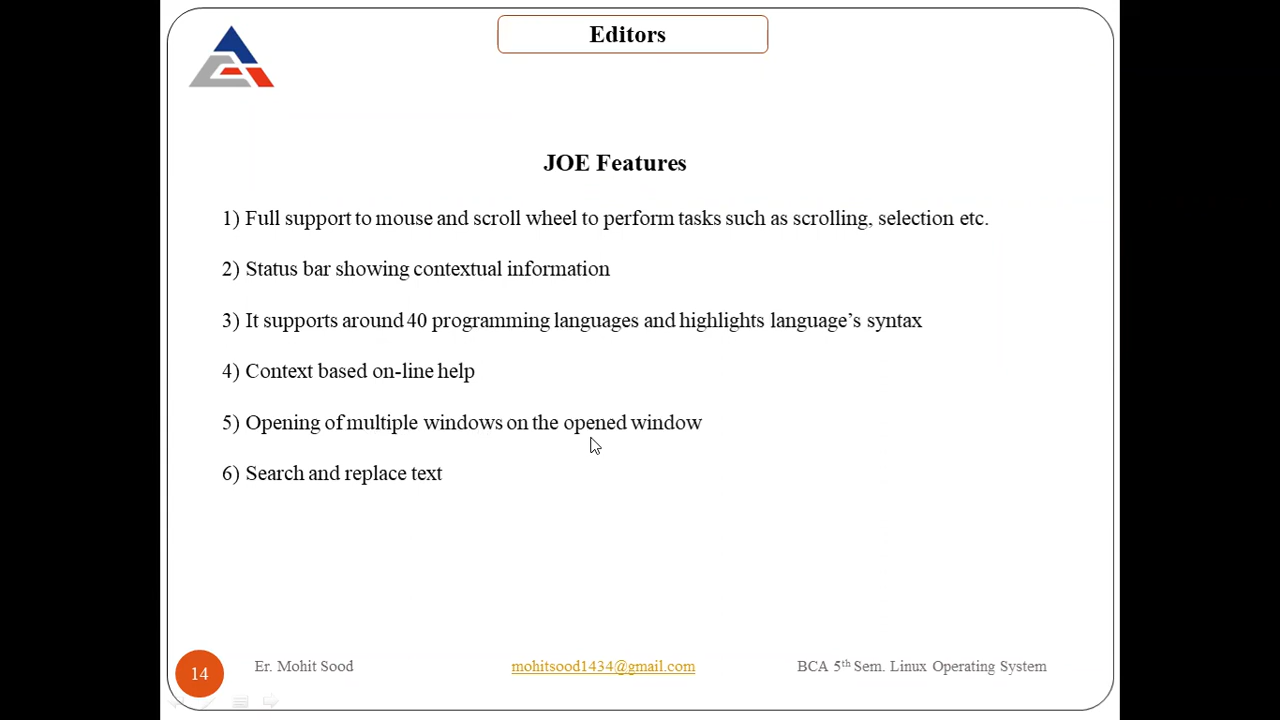 Editors
JOE Features
1) Full support to mouse and scroll wheel to perform tasks such as scrolling, selection etc.
2) Status bar showing contextual information
3) It supports around 40 programming languages and highlights language’s syntax
4) Context based on-line help
5) Opening of multiple windows on the opened window
6) Search and replace text
14 Er. Mohit Sood mohitsood1434@gmail.com BCA 5th Sem. Linux Operating System